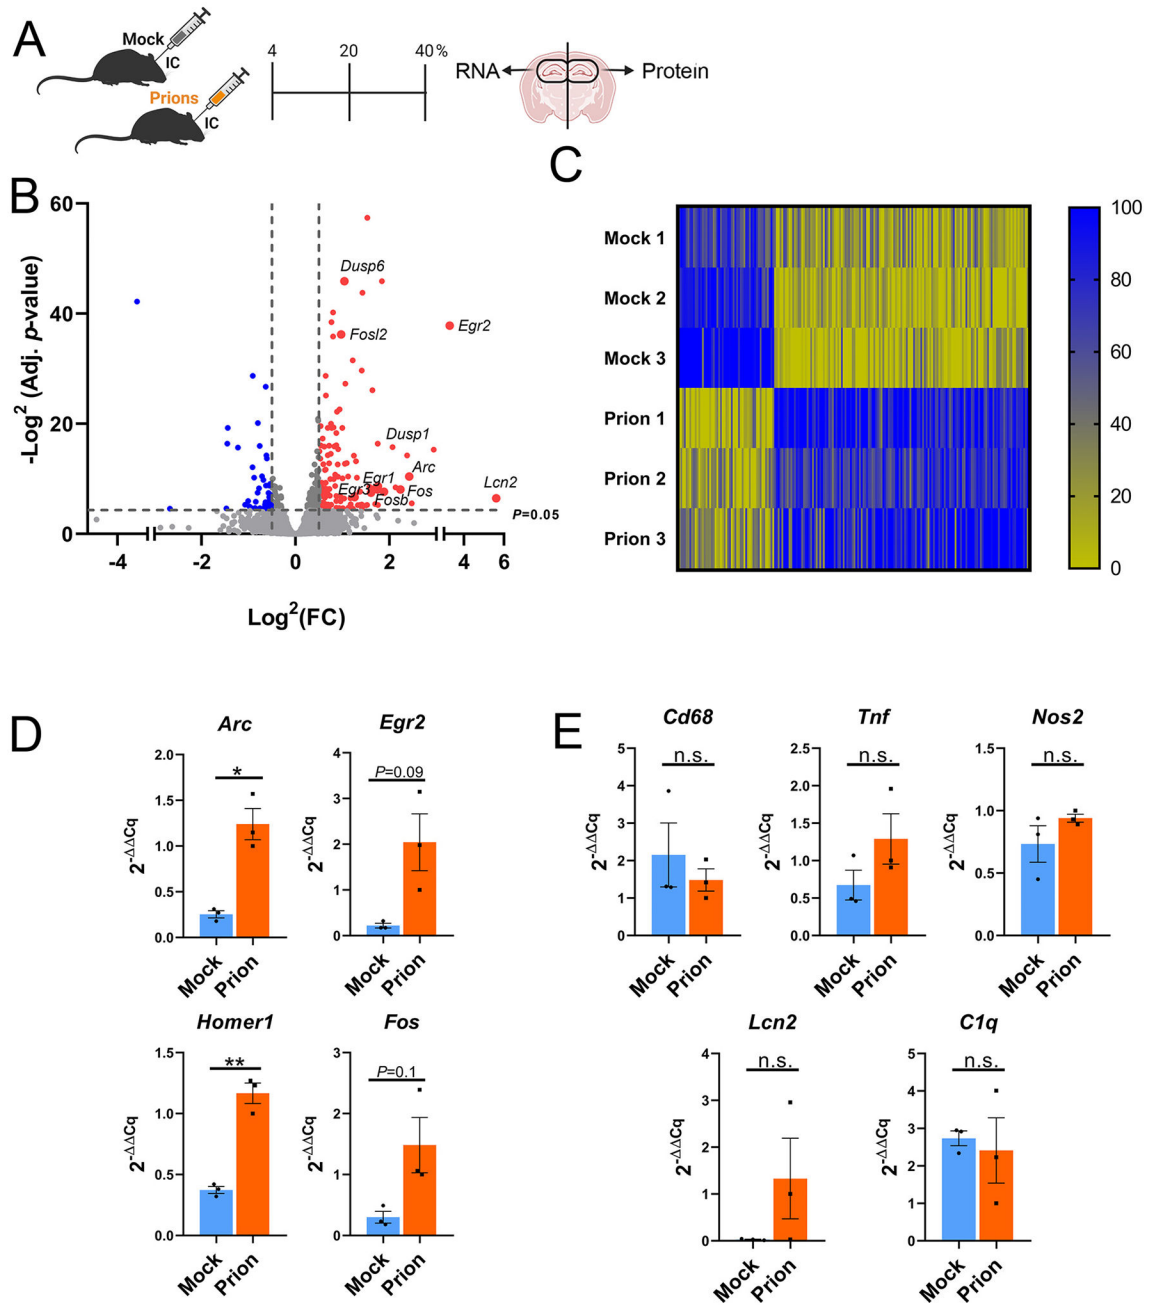 A
Mock
IC
Prions
IC
4 20 40%
RNA
Protein
B
60
40
20
0
-Log2 (Adj. p-value)
Dusp6
Fosl2
Egr2
Dusp1
Arc
Egr1
Egr3
Fos
Fosb
Lcn2
P=0.05
-4 -2 0 2 4 6
Log2(FC)
C
Mock 1
Mock 2
Mock 3
Prion 1
Prion 2
Prion 3
100
80
60
40
20
0
D
Arc
2.0
1.5
1.0
0.5
0.0
2-ΔΔCq
*
Mock Prion
Egr2
4
3
2
1
0
2-ΔΔCq
P=0.09
Mock Prion
Homer1
1.5
1.0
0.5
0.0
2-ΔΔCq
**
Mock Prion
Fos
3
2
1
0
2-ΔΔCq
P=0.1
Mock Prion
E
Cd68
5
4
3
2
1
0
2-ΔΔCq
n.s.
Mock Prion
Tnf
2.5
2.0
1.5
1.0
0.5
0.0
2-ΔΔCq
n.s.
Mock Prion
Nos2
1.5
1.0
0.5
0.0
2-ΔΔCq
n.s.
Mock Prion
Lcn2
4
3
2
1
0
2-ΔΔCq
n.s.
Mock Prion
C1q
5
4
3
2
1
0
2-ΔΔCq
n.s.
Mock Prion